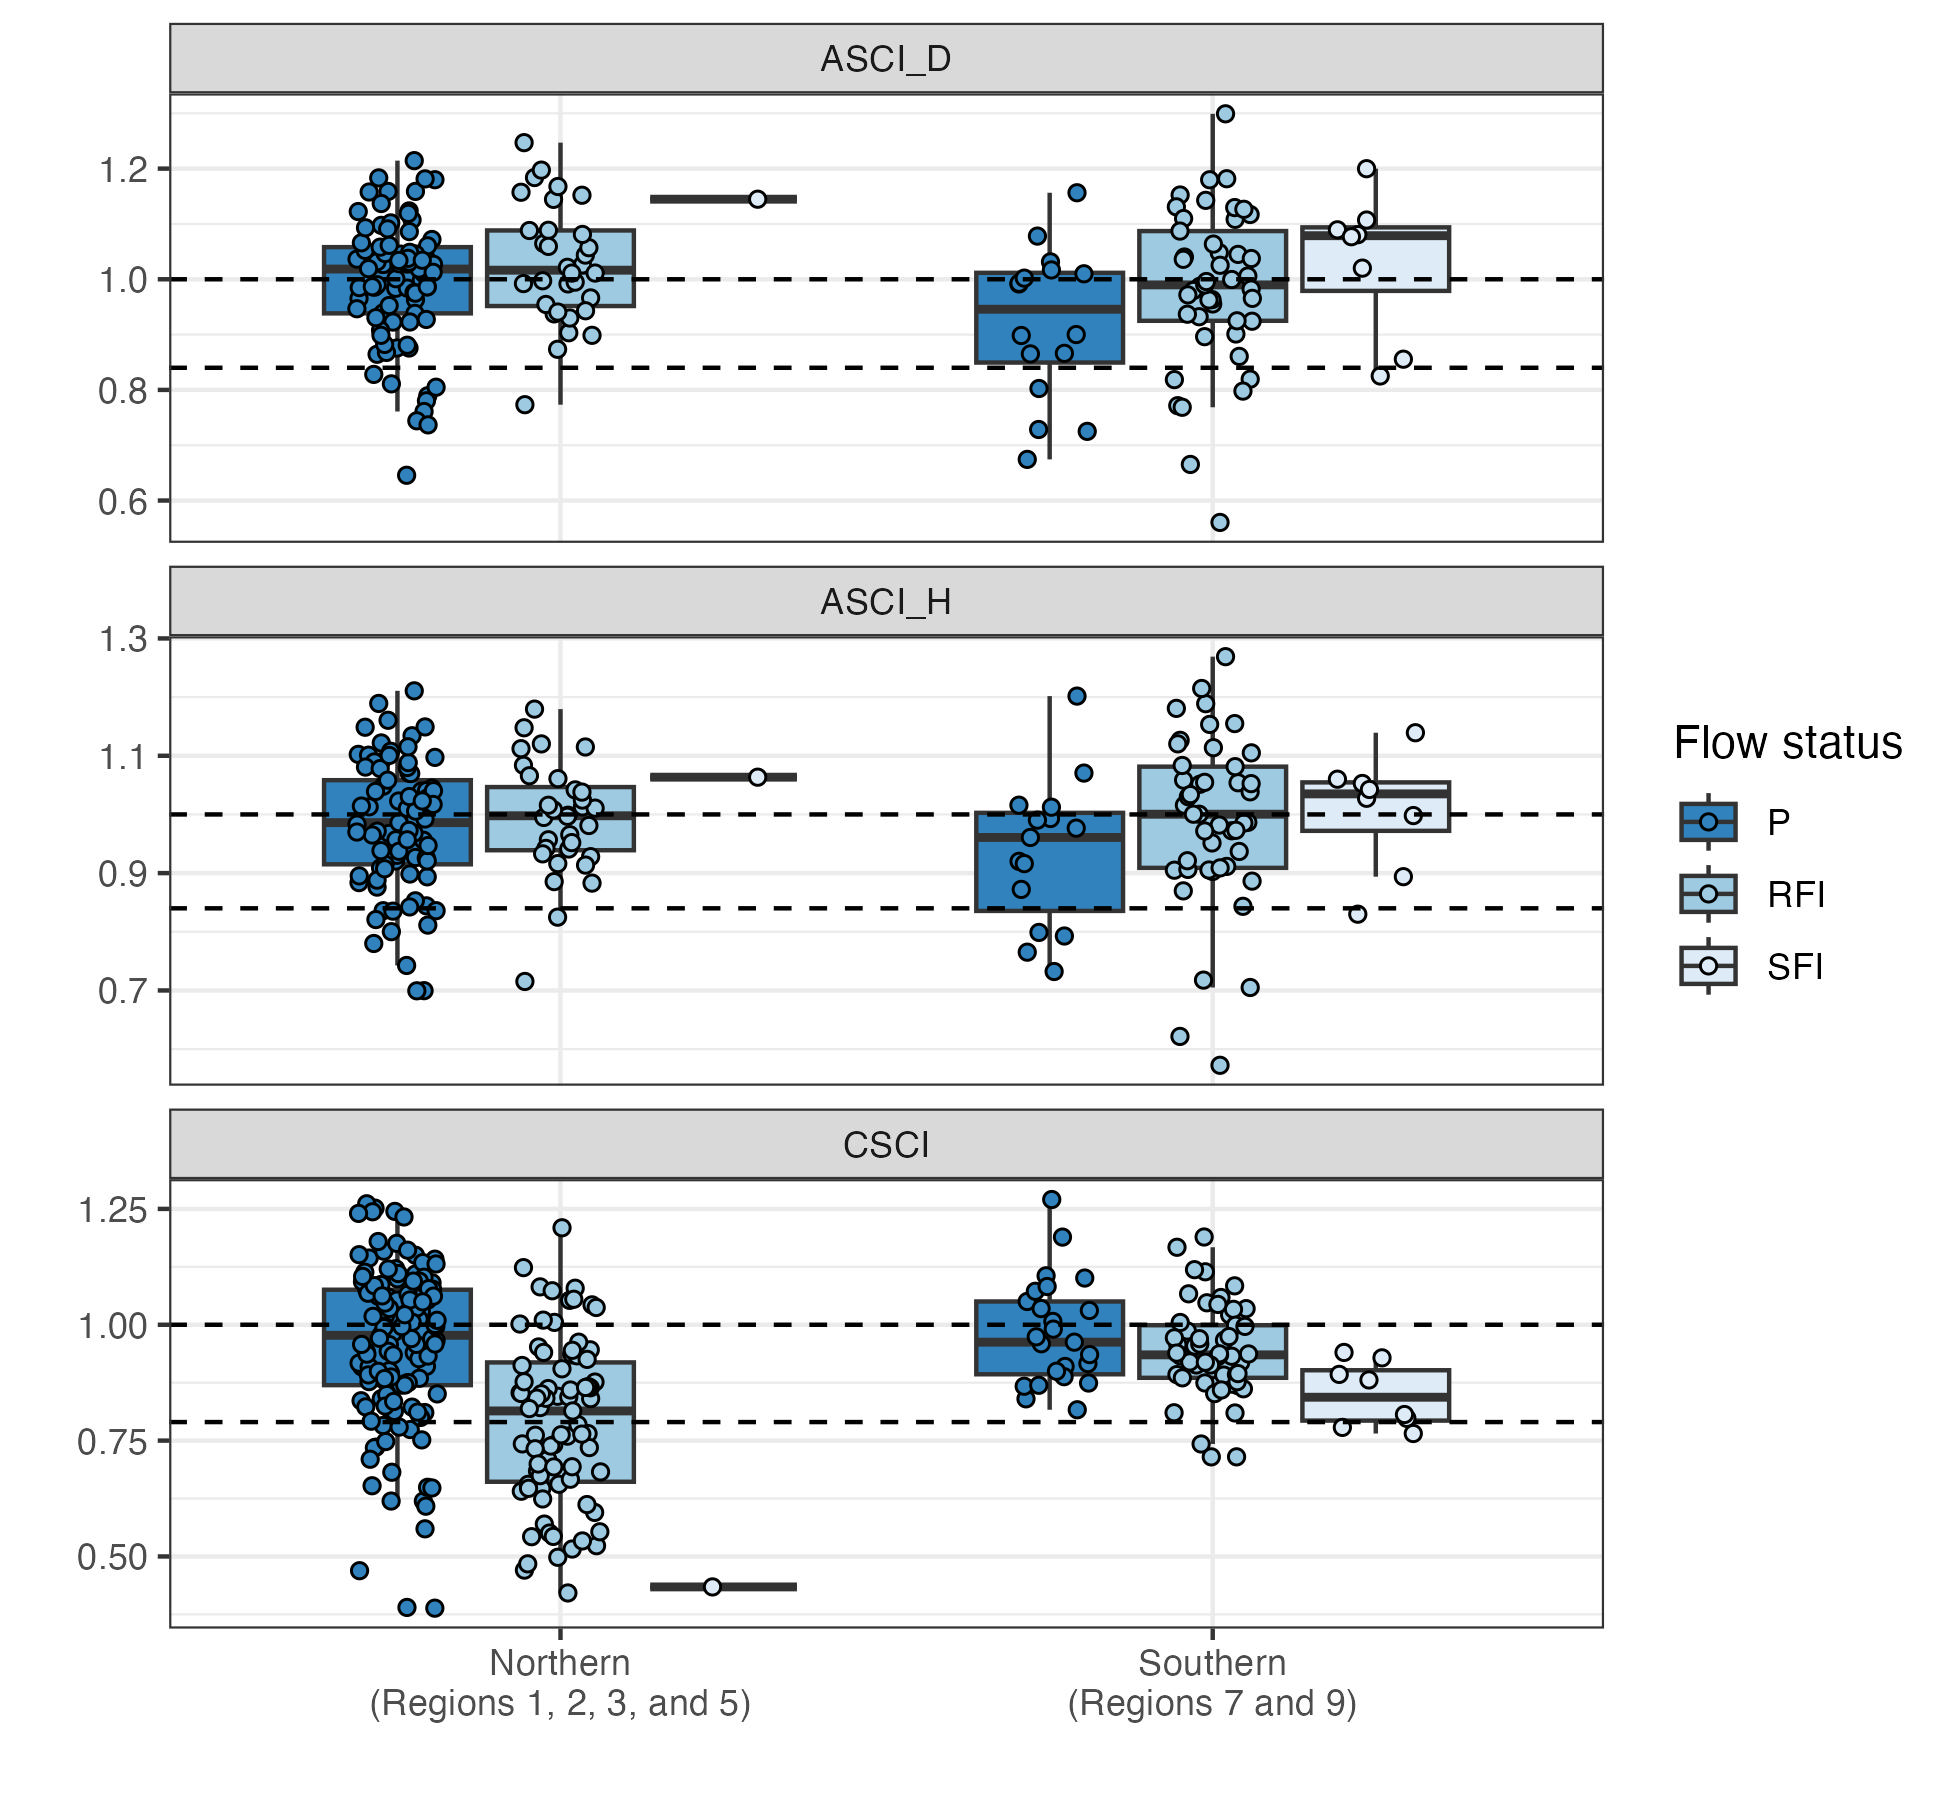 ASCI_D
1.2
1.0
0.8
0.6
ASCI_H
1.3
1.1
0.9
0.7
CSCI
1.25
1.00
0.75
0.50
Northern
(Regions 1, 2, 3, and 5)
Southern
(Regions 7 and 9)
Flow status
P
RFI
SFI